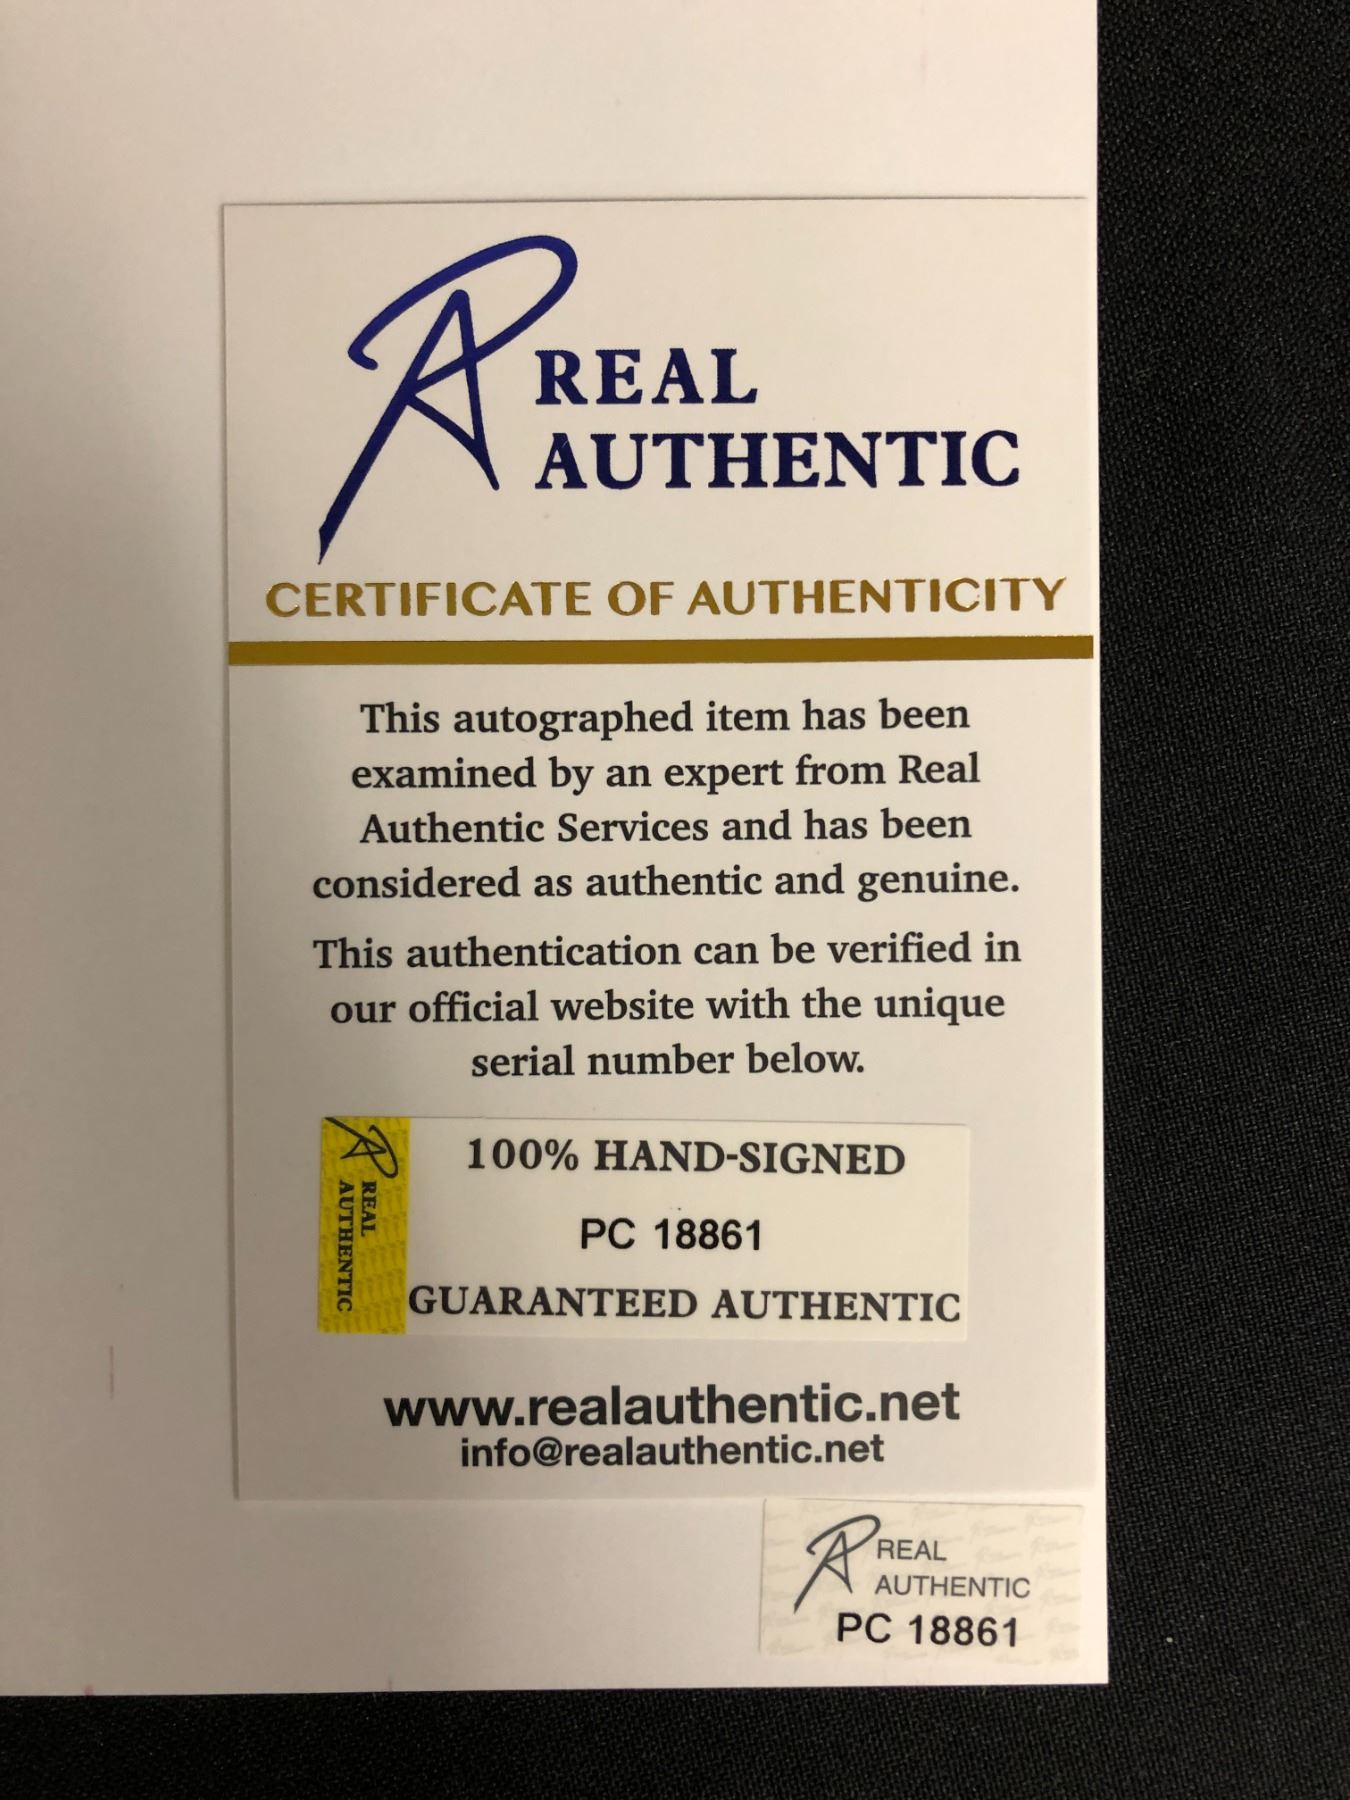 REAL
AUTHENTIC
CERTIFICATE OF AUTHENTICITY
This autographed item has been
examined by an expert from Real
Authentic Services and has been
considered as authentic and genuine.
This authentication can be verified in
our official website with the unique
serial number below.
REAL
AUTHENTIC
100% HAND-SIGNED
PC 18861
GUARANTEED AUTHENTIC
www.realauthentic.net
info@realauthentic.net
REAL
AUTHENTIC
PC 18861